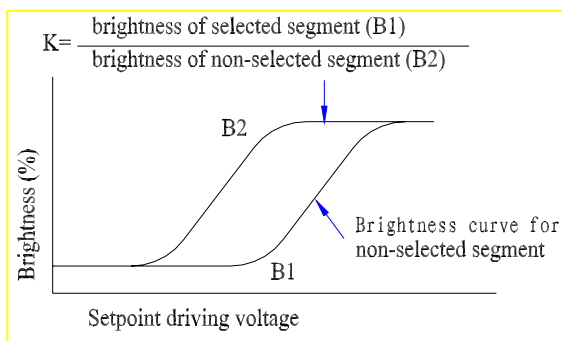 K= brightness of selected segment (B1)
brightness of non-selected segment (B2)
B2
Brightness (%)
Brightness curve for
non-selected segment
B1
Setpoint driving voltage